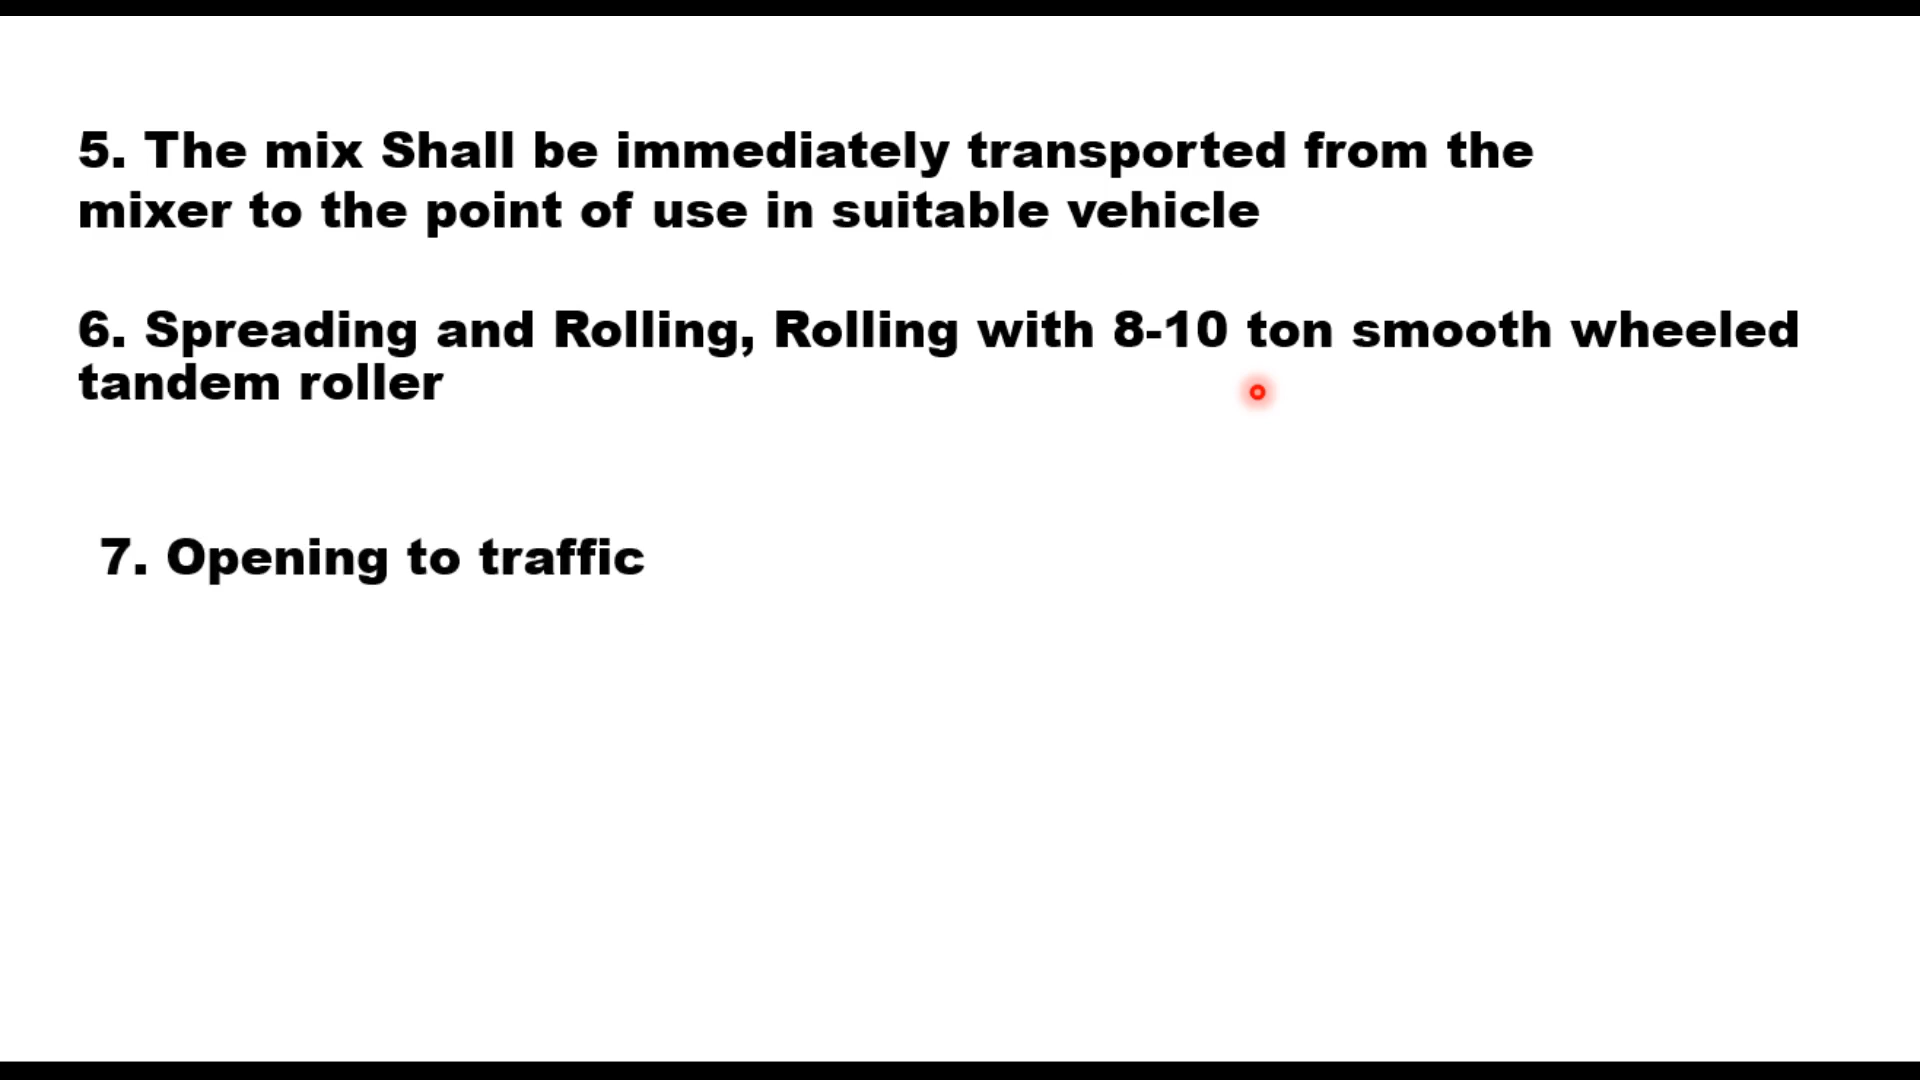 5. The mix Shall be immediately transported from the
mixer to the point of use in suitable vehicle
6. Spreading and Rolling, Rolling with 8-10 ton smooth wheeled
tandem roller
7. Opening to traffic